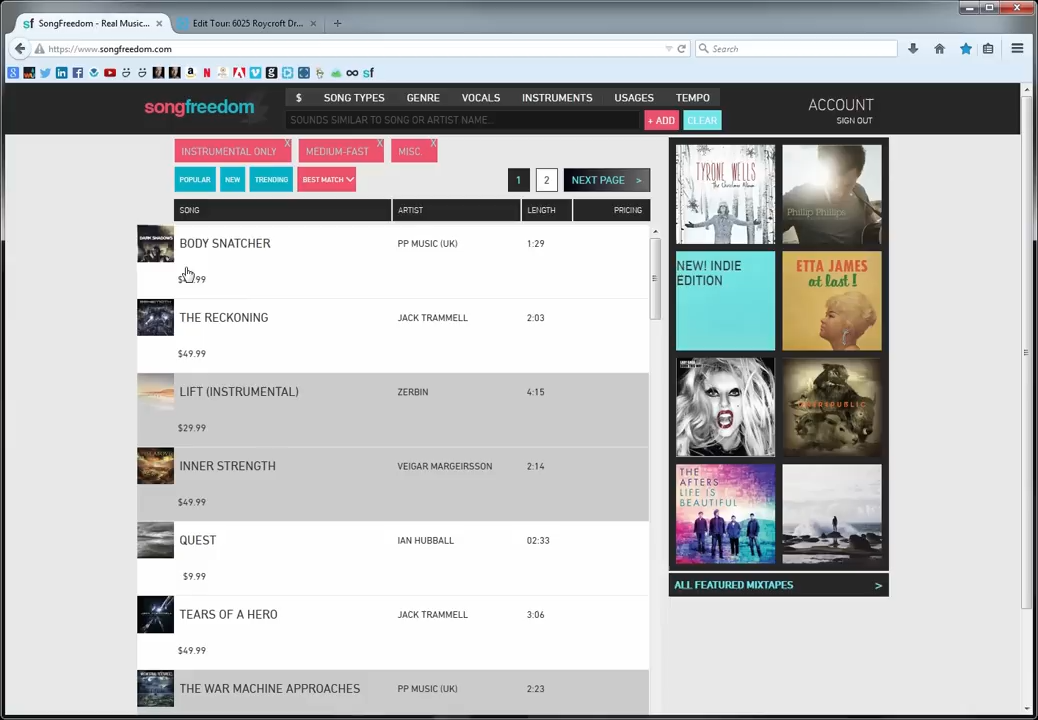 SongFreedom - Real Music...
Edit Tour: 6025 Roycroft Dr...
https://www.songfreedom.com
Search
songfreedom
$ SONG TYPES GENRE VOCALS INSTRUMENTS USAGES TEMPO
ACCOUNT
SOUNDS SIMILAR TO SONG OR ARTIST NAME...
+ ADD
CLEAR
SIGN OUT
INSTRUMENTAL ONLY X
MEDIUM-FAST X
MISC. X
POPULAR
NEW
TRENDING
BEST MATCH
1
2
NEXT PAGE >
SONG ARTIST LENGTH PRICING
BODY SNATCHER PP MUSIC (UK) 1:29
THE RECKONING JACK TRAMMELL 2:03
$49.99
LIFT (INSTRUMENTAL) ZERBIN 4:15
$29.99
INNER STRENGTH VEIGAR MARGEIRSSON 2:14
$49.99
QUEST IAN HUBBALL 02:33
$9.99
TEARS OF A HERO JACK TRAMMELL 3:06
$49.99
THE WAR MACHINE APPROACHES PP MUSIC (UK) 2:23
TYRONE WELLS
Phillip Phillips
NEW! INDIE
EDITION
ETTA JAMES
at last!
THE
AFTERS
LIFE IS
BEAUTIFUL
ALL FEATURED MIXTAPES >